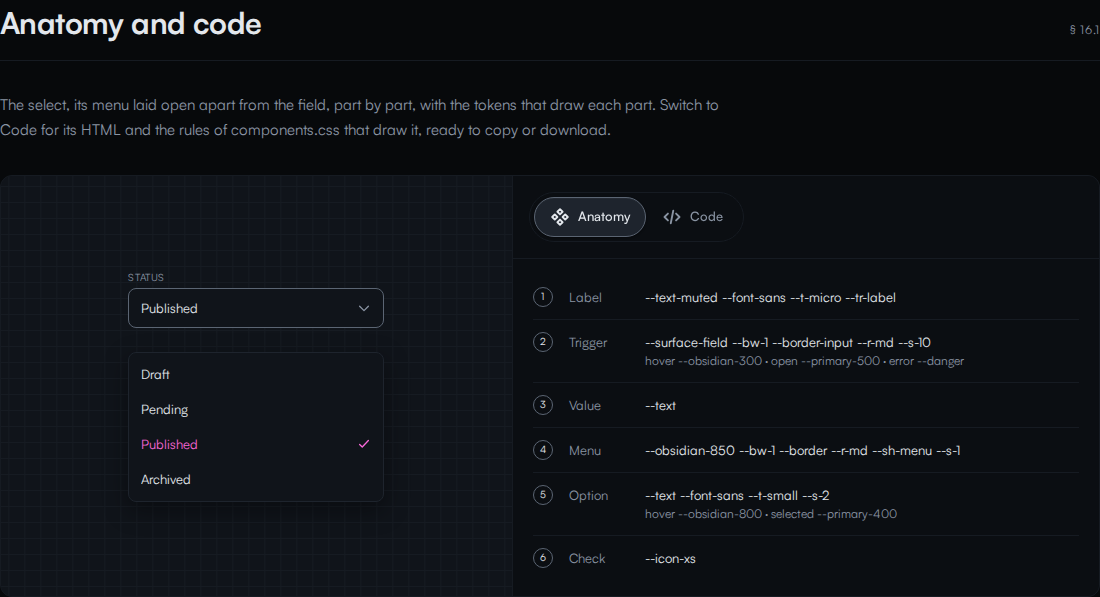 Anatomy and code
§ 16.1
The select, its menu laid open apart from the field, part by part, with the tokens that draw each part. Switch to
Code for its HTML and the rules of components.css that draw it, ready to copy or download.
STATUS
Published
Draft
Pending
Published
Archived
Anatomy
Code
1 Label --text-muted --font-sans --t-micro --tr-label
2 Trigger --surface-field --bw-1 --border-input --r-md --s-10
hover --obsidian-300 · open --primary-500 · error --danger
3 Value --text
4 Menu --obsidian-850 --bw-1 --border --r-md --sh-menu --s-1
5 Option --text --font-sans --t-small --s-2
hover --obsidian-800 · selected --primary-400
6 Check --icon-xs